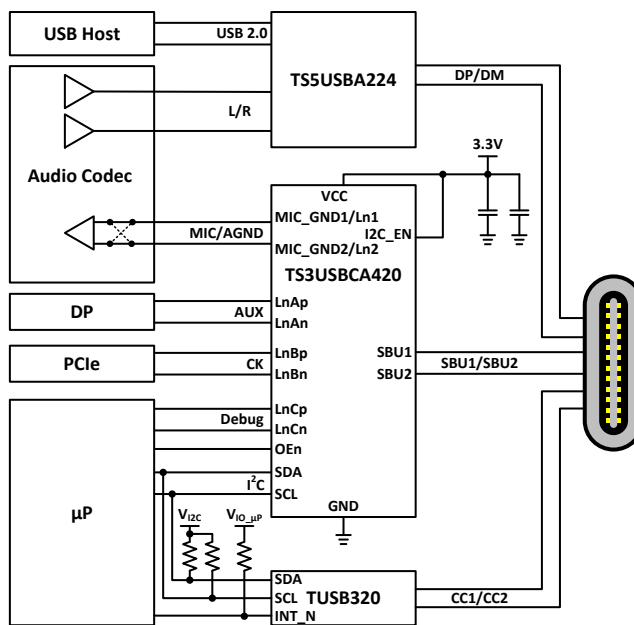 USB Host
USB 2.0
TS5USBA224
DP/DM
L/R
Audio Codec
3.3V
VCC
MIC_GND1/Ln1
I2C_EN
MIC/AGND
MIC_GND2/Ln2
TS3USBCA420
DP
AUX
LnAp
LnAn
PCIe
CK
LnBp
LnBn
SBU1
SBU2
SBU1/SBU2
LnCp
Debug
LnCn
OEn
SDA
I²C
SCL
µP
GND
VI2C
VIO_µP
SDA
SCL
INT_N
TUSB320
CC1/CC2